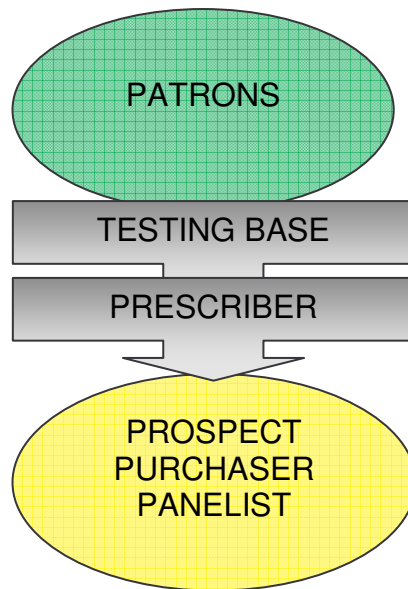 PATRONS
TESTING BASE
PRESCRIBER
PROSPECT
PURCHASER
PANELIST